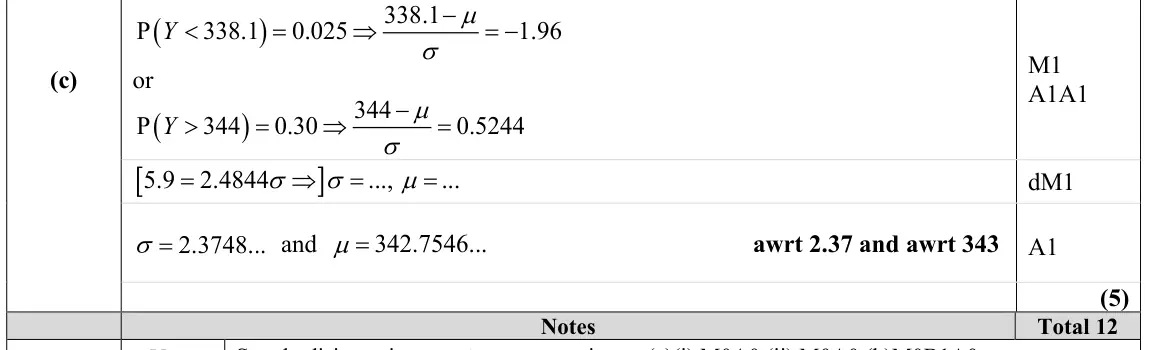 P(Y < 338.1) = 0.025 ⇒ (338.1 − μ)/σ = −1.96
(c) or M1
A1A1
P(Y > 344) = 0.30 ⇒ (344 − μ)/σ = 0.5244
[5.9 = 2.4844σ ⇒] σ = ..., μ = ... dM1
σ = 2.3748... and μ = 342.7546... awrt 2.37 and awrt 343 A1
(5)
Notes Total 12